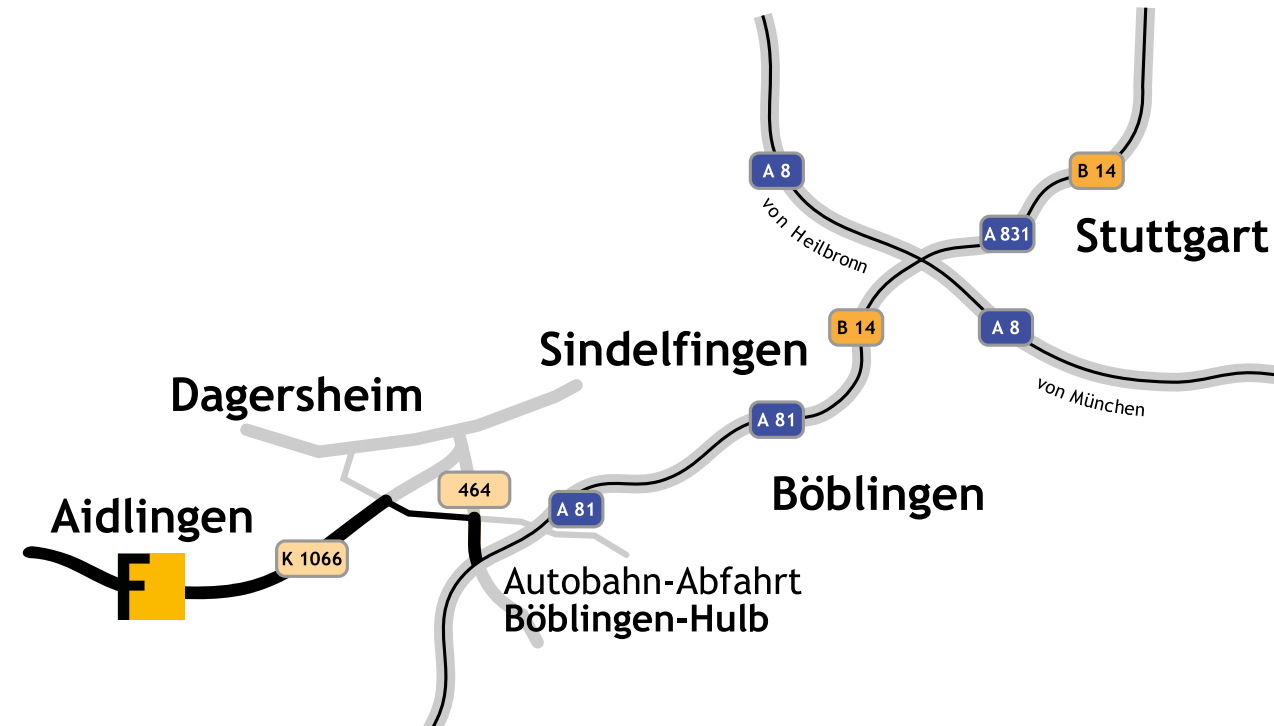 A 8
B 14
von Heilbronn
A 831
Stuttgart
B 14
A 8
Sindelfingen
von München
Dagersheim
A 81
464
Böblingen
A 81
Aidlingen
K 1066
F
Autobahn-Abfahrt
Böblingen-Hulb